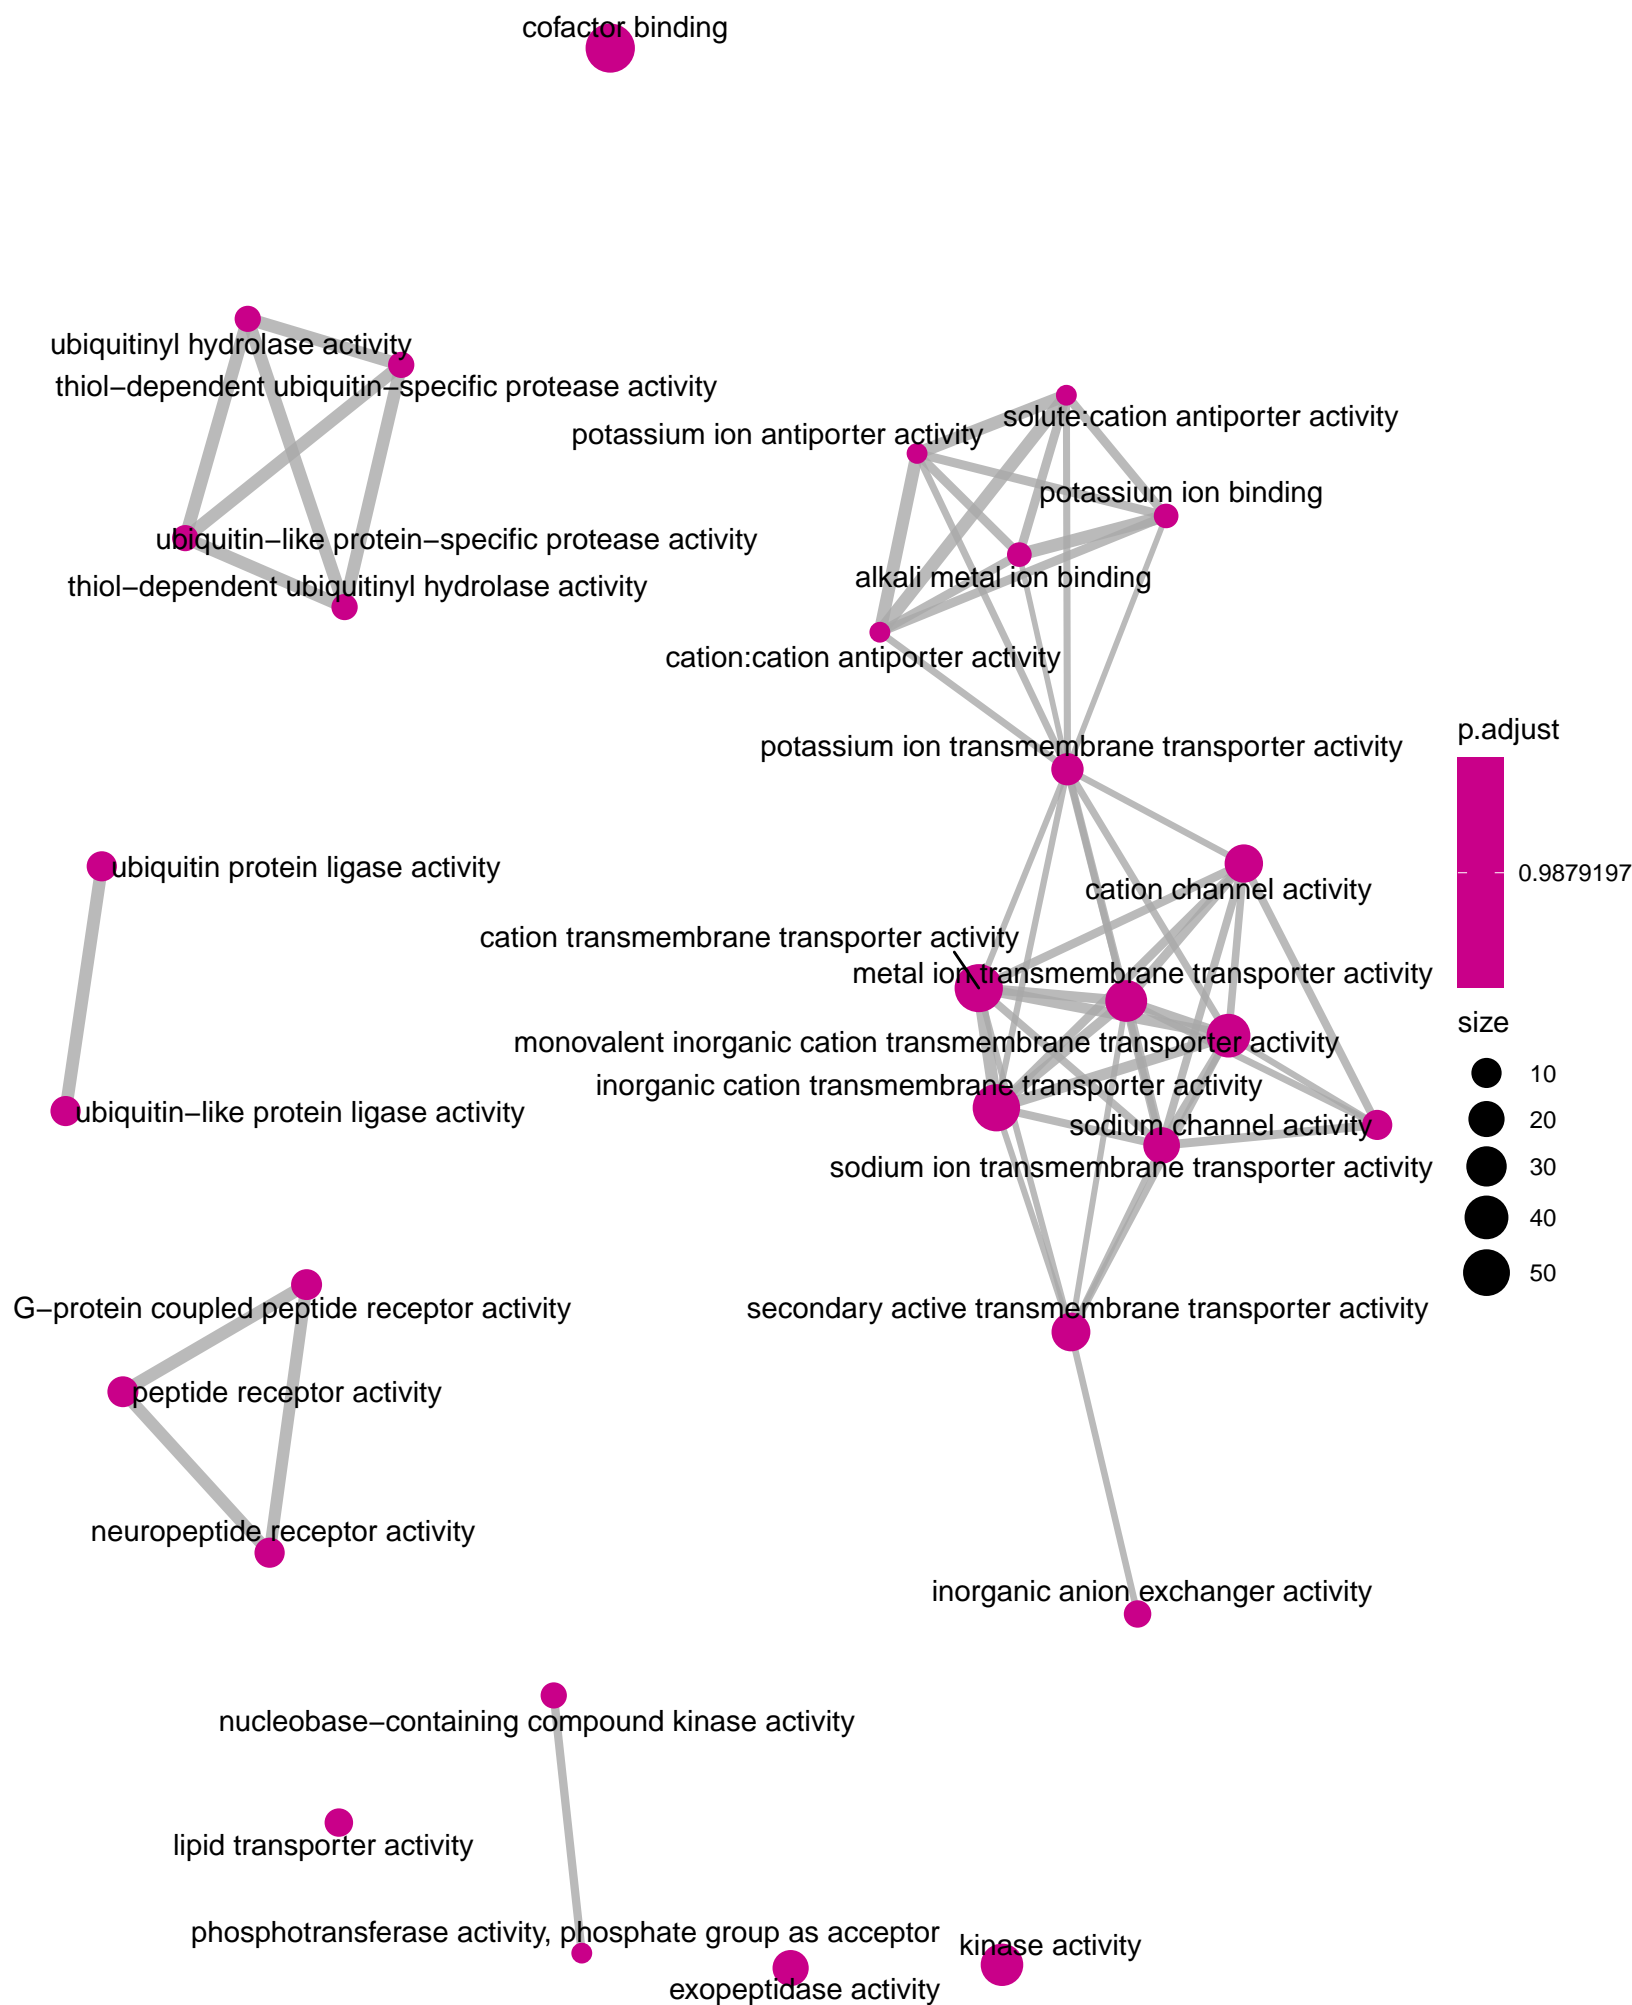 cofactor binding
ubiquitinyl hydrolase activity
thiol−dependent ubiquitin−specific protease activity
solute:cation antiporter activity
potassium ion antiporter activity
potassium ion binding
ubiquitin−like protein−specific protease activity
alkali metal ion binding
thiol−dependent ubiquitinyl hydrolase activity
cation:cation antiporter activity
potassium ion transmembrane transporter activity
p.adjust
0.9879197
ubiquitin protein ligase activity
cation channel activity
cation transmembrane transporter activity
metal ion transmembrane transporter activity
size
monovalent inorganic cation transmembrane transporter activity
10
inorganic cation transmembrane transporter activity
ubiquitin−like protein ligase activity
20
sodium channel activity
sodium ion transmembrane transporter activity
30
40
50
G−protein coupled peptide receptor activity
secondary active transmembrane transporter activity
peptide receptor activity
neuropeptide receptor activity
inorganic anion exchanger activity
nucleobase−containing compound kinase activity
lipid transporter activity
phosphotransferase activity, phosphate group as acceptor
kinase activity
exopeptidase activity